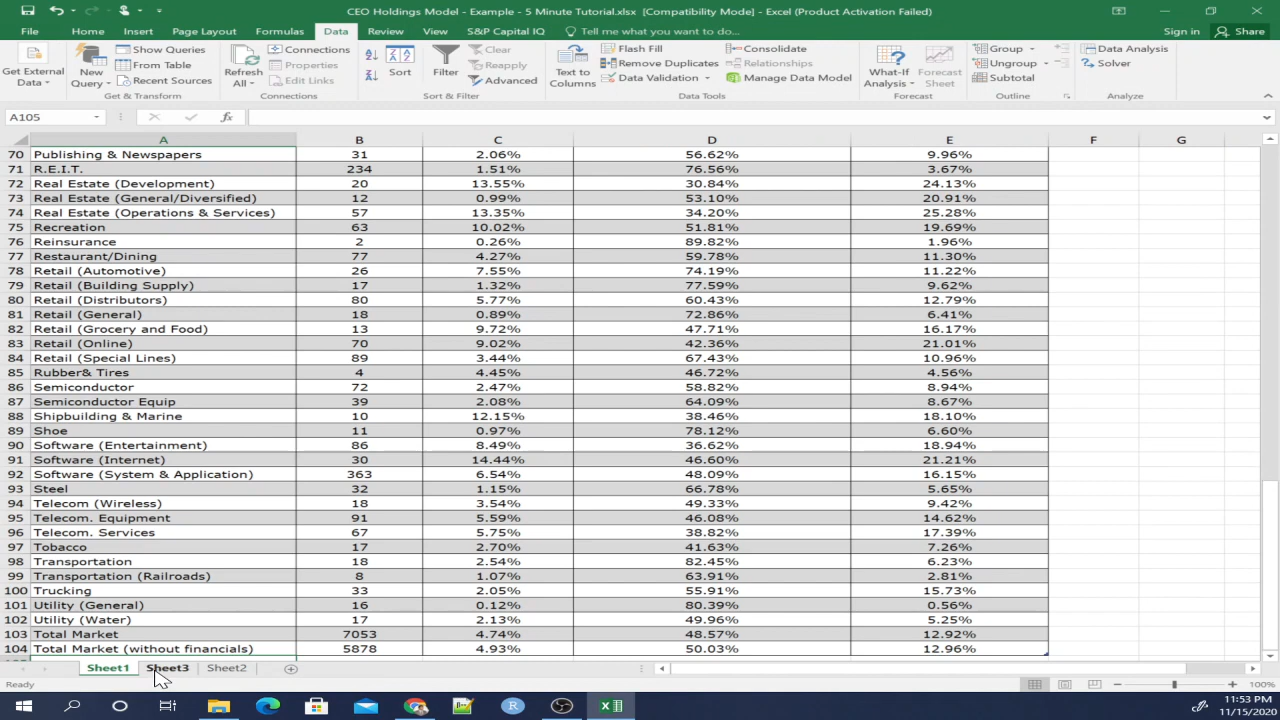 CEO Holdings Model - Example - 5 Minute Tutorial.xlsx [Compatibility Mode] - Excel (Product Activation Failed)
File Home Insert Page Layout Formulas Data Review View S&P Capital IQ Tell me what you want to do... Sign in Share
Get External Data
New Query
Show Queries
From Table
Recent Sources
Refresh All
Connections
Properties
Edit Links
Sort
Filter
Clear
Reapply
Advanced
Text to Columns
Flash Fill
Remove Duplicates
Data Validation
Consolidate
Relationships
Manage Data Model
What-If Analysis
Forecast Sheet
Group
Ungroup
Subtotal
Data Analysis
Solver
Get & Transform Connections Sort & Filter Data Tools Forecast Outline Analyze
A105 fx
A B C D E F G
70 Publishing & Newspapers 31 2.06% 56.62% 9.96%
71 R.E.I.T. 234 1.51% 76.56% 3.67%
72 Real Estate (Development) 20 13.55% 30.84% 24.13%
73 Real Estate (General/Diversified) 12 0.99% 53.10% 20.91%
74 Real Estate (Operations & Services) 57 13.35% 34.20% 25.28%
75 Recreation 63 10.02% 51.81% 19.69%
76 Reinsurance 2 0.26% 89.82% 1.96%
77 Restaurant/Dining 77 4.27% 59.78% 11.30%
78 Retail (Automotive) 26 7.55% 74.19% 11.22%
79 Retail (Building Supply) 17 1.32% 77.59% 9.62%
80 Retail (Distributors) 80 5.77% 60.43% 12.79%
81 Retail (General) 18 0.89% 72.86% 6.41%
82 Retail (Grocery and Food) 13 9.72% 47.71% 16.17%
83 Retail (Online) 70 9.02% 42.36% 21.01%
84 Retail (Special Lines) 89 3.44% 67.43% 10.96%
85 Rubber& Tires 4 4.45% 46.72% 4.56%
86 Semiconductor 72 2.47% 58.82% 8.94%
87 Semiconductor Equip 39 2.08% 64.09% 8.67%
88 Shipbuilding & Marine 10 12.15% 38.46% 18.10%
89 Shoe 11 0.97% 78.12% 6.60%
90 Software (Entertainment) 86 8.49% 36.62% 18.94%
91 Software (Internet) 30 14.44% 46.60% 21.21%
92 Software (System & Application) 363 6.54% 48.09% 16.15%
93 Steel 32 1.15% 66.78% 5.65%
94 Telecom (Wireless) 18 3.54% 49.33% 9.42%
95 Telecom. Equipment 91 5.59% 46.08% 14.62%
96 Telecom. Services 67 5.75% 38.82% 17.39%
97 Tobacco 17 2.70% 41.63% 7.26%
98 Transportation 18 2.54% 82.45% 6.23%
99 Transportation (Railroads) 8 1.07% 63.91% 2.81%
100 Trucking 33 2.05% 55.91% 15.73%
101 Utility (General) 16 0.12% 80.39% 0.56%
102 Utility (Water) 17 2.13% 49.96% 5.25%
103 Total Market 7053 4.74% 48.57% 12.92%
104 Total Market (without financials) 5878 4.93% 50.03% 12.96%
Sheet1 Sheet3 Sheet2
Ready 100%
11:53 PM
11/15/2020